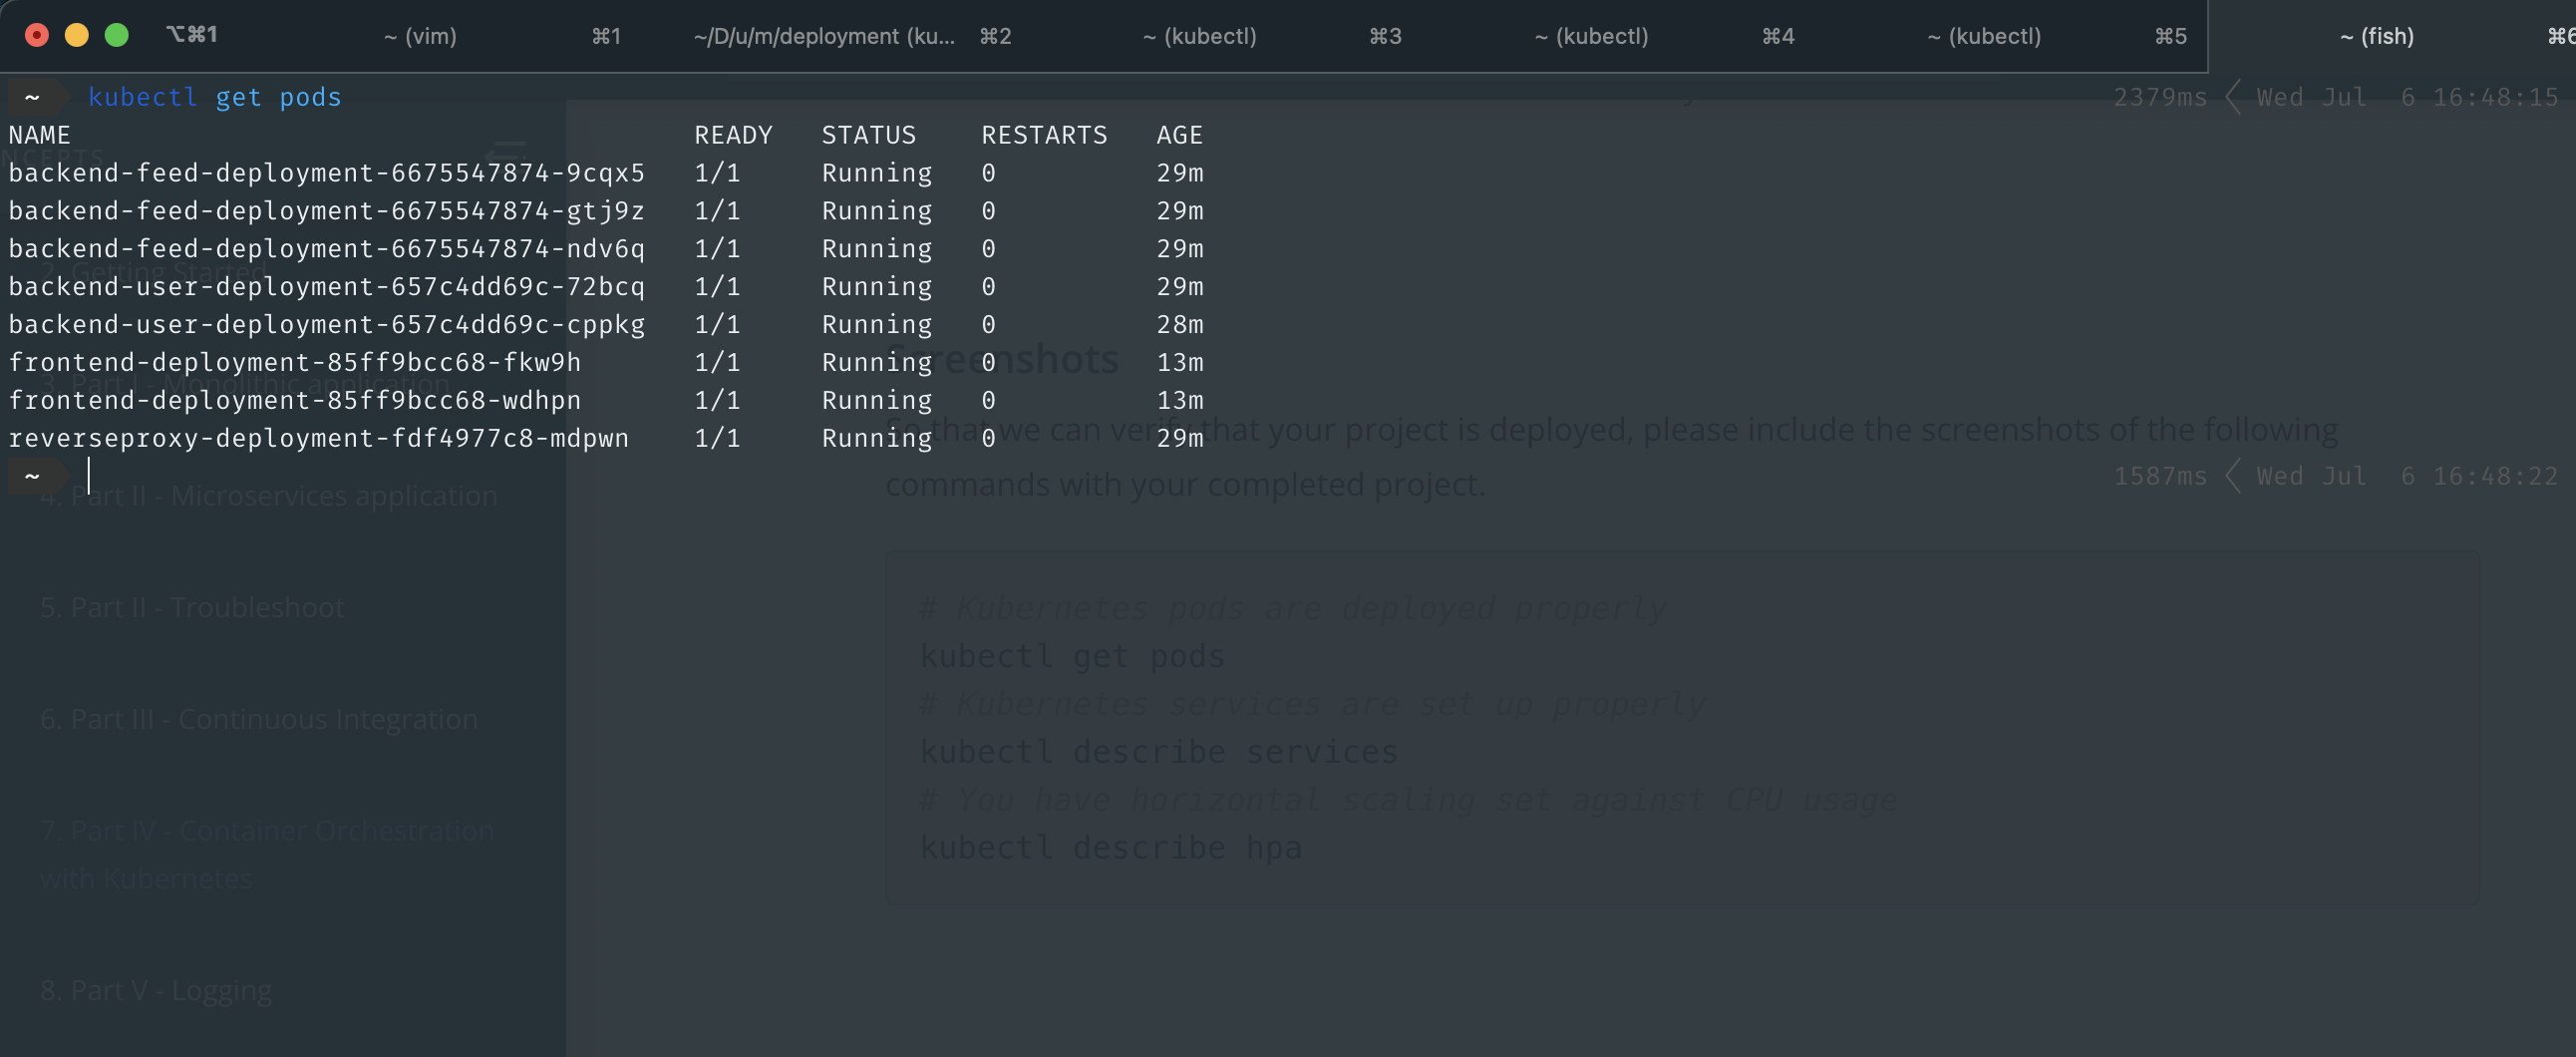 ⌥⌘1 ~ (vim) ⌘1 ~/D/u/m/deployment (ku... ⌘2 ~ (kubectl) ⌘3 ~ (kubectl) ⌘4 ~ (kubectl) ⌘5 ~ (fish) ⌘6
~ kubectl get pods 2379ms Wed Jul 6 16:48:15
NAME READY STATUS RESTARTS AGE
backend-feed-deployment-6675547874-9cqx5 1/1 Running 0 29m
backend-feed-deployment-6675547874-gtj9z 1/1 Running 0 29m
backend-feed-deployment-6675547874-ndv6q 1/1 Running 0 29m
backend-user-deployment-657c4dd69c-72bcq 1/1 Running 0 29m
backend-user-deployment-657c4dd69c-cppkg 1/1 Running 0 28m
frontend-deployment-85ff9bcc68-fkw9h 1/1 Running 0 13m
frontend-deployment-85ff9bcc68-wdhpn 1/1 Running 0 13m
reverseproxy-deployment-fdf4977c8-mdpwn 1/1 Running 0 29m
~ 1587ms Wed Jul 6 16:48:22
2. Getting Started
3. Part I - Monolithic application
4. Part II - Microservices application
5. Part II - Troubleshoot
6. Part III - Continuous Integration
7. Part IV - Container Orchestration
with Kubernetes
8. Part V - Logging
Screenshots
So that we can verify that your project is deployed, please include the screenshots of the following
commands with your completed project.
# Kubernetes pods are deployed properly
kubectl get pods
# Kubernetes services are set up properly
kubectl describe services
# You have horizontal scaling set against CPU usage
kubectl describe hpa